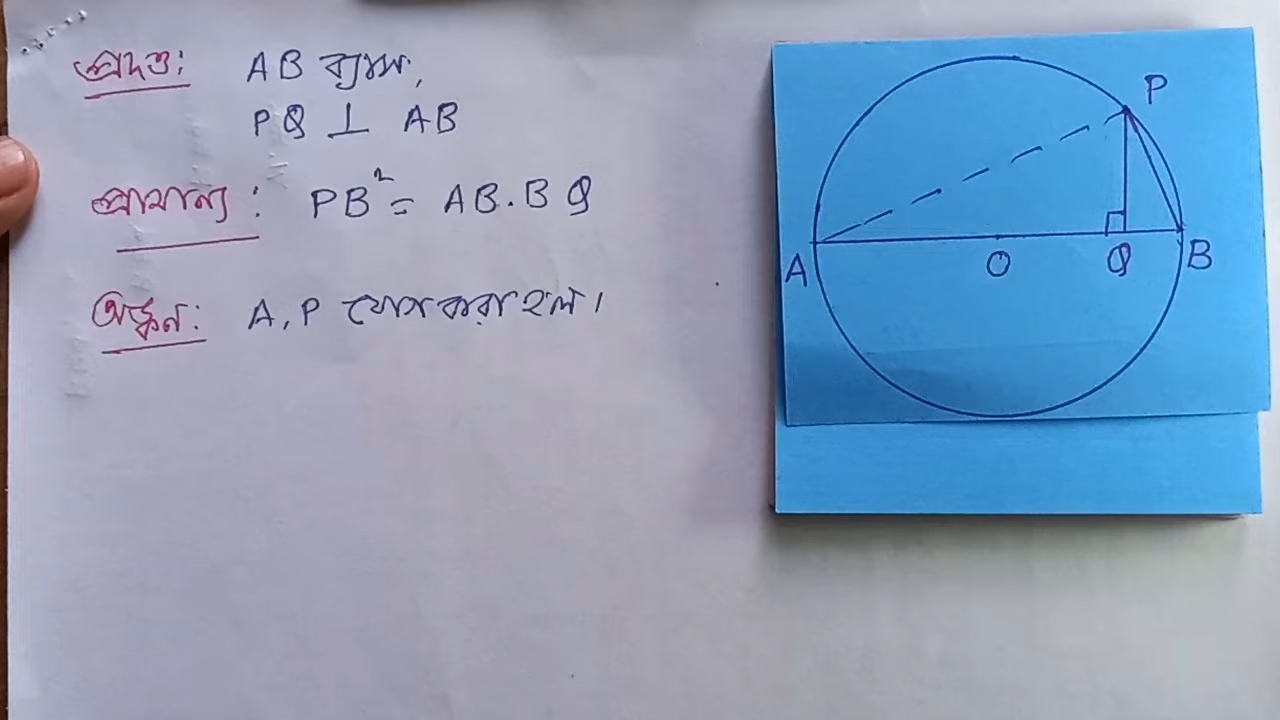 প্রদত্ত: AB ব্যাস,
PQ ⊥ AB
প্রামান্য: PB² = AB.BQ
অঙ্কন: A, P যোগ করা হল।
P
A
O
Q
B